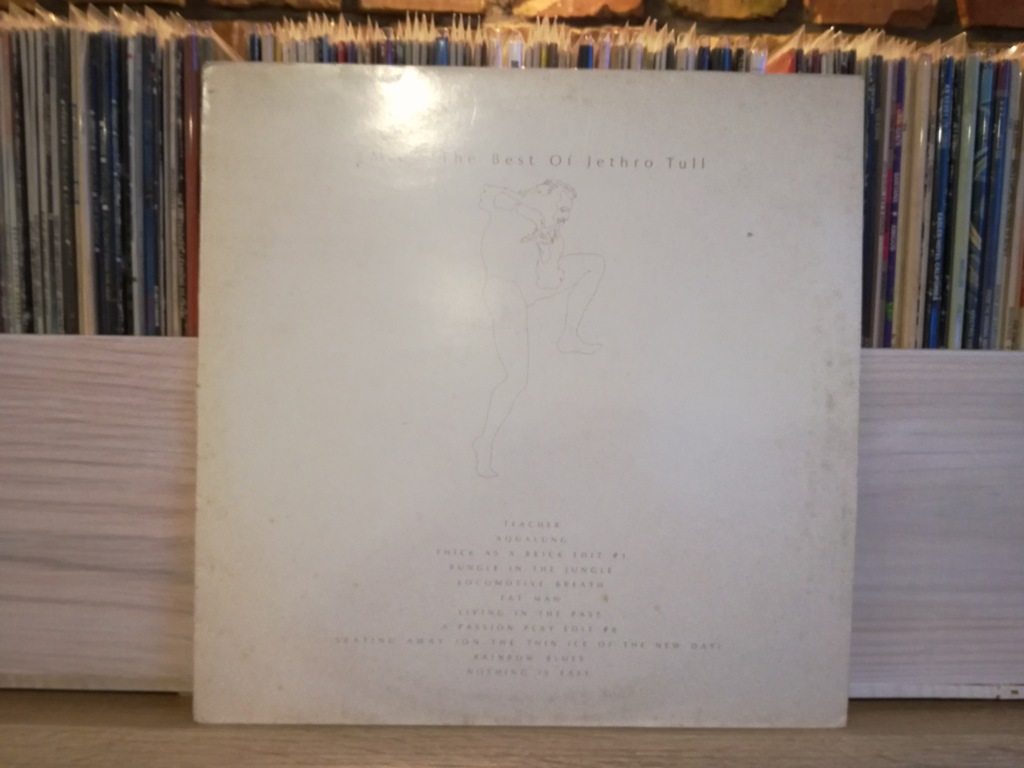 The Best Of Jethro Tull
TEACHER
AQUALUNG
THICK AS A BRICK EDIT #1
BUNGLE IN THE JUNGLE
LOCOMOTIVE BREATH
FAT MAN
LIVING IN THE PAST
A PASSION PLAY EDIT #8
SKATING AWAY (ON THE THIN ICE OF THE NEW DAY)
RAINBOW BLUES
NOTHING IS EASY